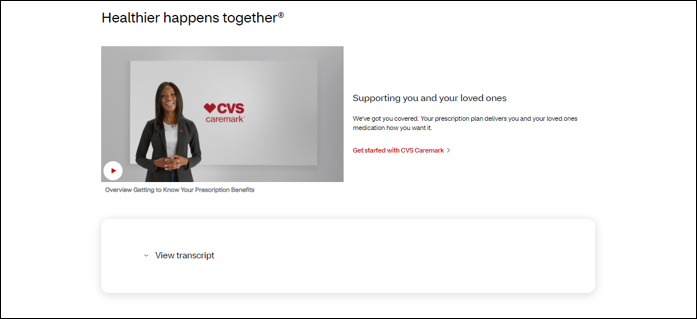 Healthier happens together®
CVS
caremark™
Supporting you and your loved ones
We've got you covered. Your prescription plan delivers you and your loved ones
medication how you want it.
Get started with CVS Caremark
Overview Getting to Know Your Prescription Benefits
View transcript